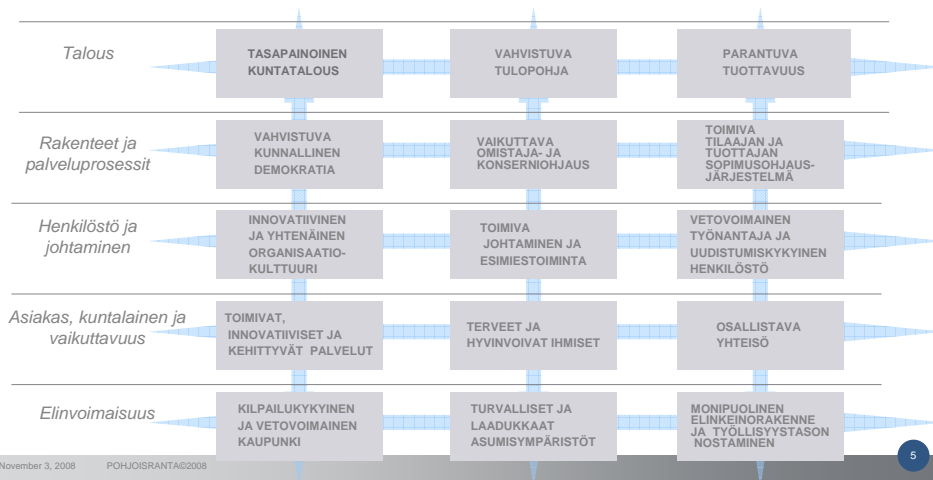 Talous
TASAPAINOINEN
KUNTATALOUS
VAHVISTUVA
TULOPOHJA
PARANTUVA
TUOTTAVUUS
Rakenteet ja
palveluprosessit
VAHVISTUVA
KUNNALLINEN
DEMOKRATIA
VAIKUTTAVA
OMISTAJA- JA
KONSERNIOHJAUS
TOIMIVA
TILAAJAN JA
TUOTTAJAN
SOPIMUSOHJAUS-
JÄRJESTELMÄ
Henkilöstö ja
johtaminen
INNOVATIIVINEN
JA YHTENÄINEN
ORGANISAATIO-
KULTTUURI
TOIMIVA
JOHTAMINEN JA
ESIMIESTOIMINTA
VETOVOIMAINEN
TYÖNANTAJA JA
UUDISTUMISKYKYINEN
HENKILÖSTÖ
Asiakas, kuntalainen ja
vaikuttavuus
TOIMIVAT,
INNOVATIIVISET JA
KEHITTYVÄT PALVELUT
TERVEET JA
HYVINVOIVAT IHMISET
OSALLISTAVA
YHTEISÖ
Elinvoimaisuus
KILPAILUKYKYINEN
JA VETOVOIMAINEN
KAUPUNKI
TURVALLISET JA
LAADUKKAAT
ASUMISYMPÄRISTÖT
MONIPUOLINEN
ELINKEINORAKENNE
JA TYÖLLISYYSTASON
NOSTAMINEN
November 3, 2008 POHJOISRANTA©2008
5